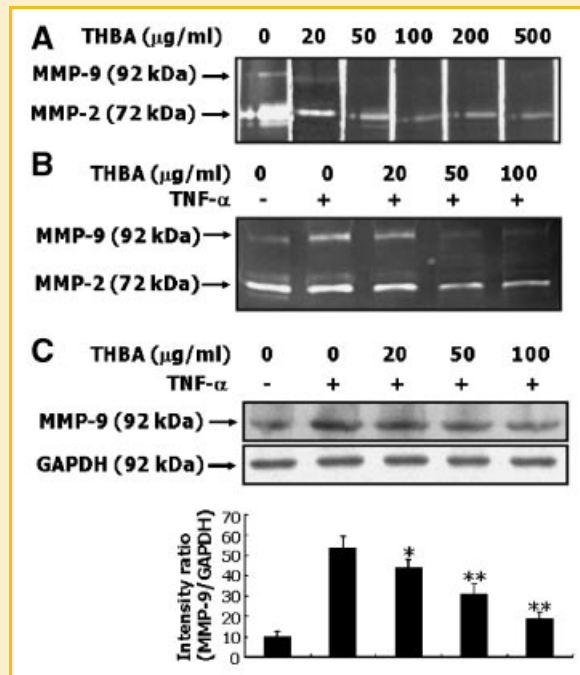 A THBA (μg/ml) 0 20 50 100 200 500
MMP-9 (92 kDa)
MMP-2 (72 kDa)
B THBA (μg/ml) 0 0 20 50 100
TNF-α - + + + +
MMP-9 (92 kDa)
MMP-2 (72 kDa)
C THBA (μg/ml) 0 0 20 50 100
TNF-α - + + + +
MMP-9 (92 kDa)
GAPDH (92 kDa)
Intensity ratio
(MMP-9/GAPDH)
70
60
50
40
30
20
10
0
* ** **